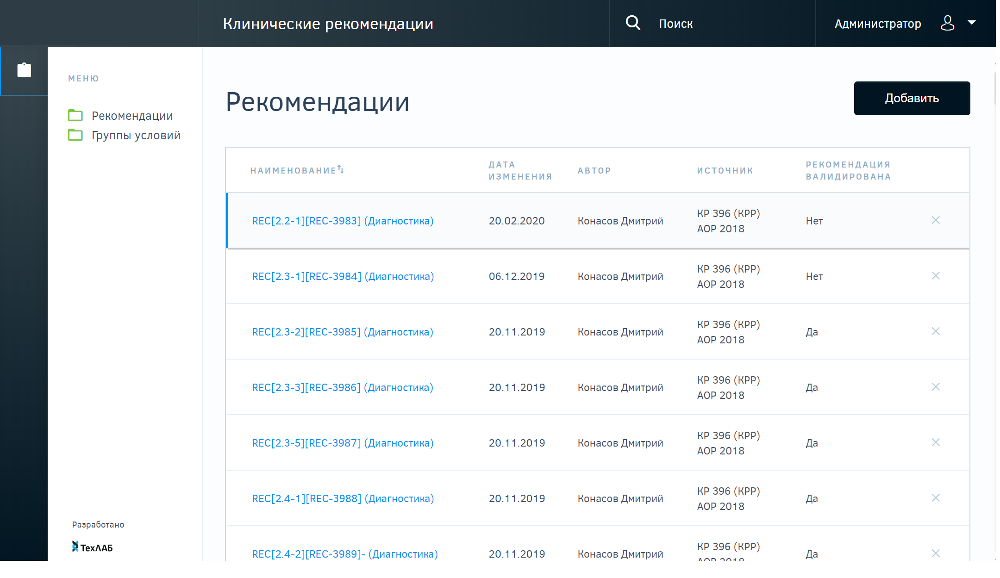 Клинические рекомендации
Поиск
Администратор
МЕНЮ
Рекомендации
Группы условий
Рекомендации
Добавить
НАИМЕНОВАНИЕ
ДАТА
ИЗМЕНЕНИЯ
АВТОР
ИСТОЧНИК
РЕКОМЕНДАЦИЯ
ВАЛИДИРОВАНА
REC[2.2-1][REC-3983] (Диагностика)
20.02.2020
Конасов Дмитрий
КР 396 (КРР)
АОР 2018
Нет
REC[2.3-1][REC-3984] (Диагностика)
06.12.2019
Конасов Дмитрий
КР 396 (КРР)
АОР 2018
Нет
REC[2.3-2][REC-3985] (Диагностика)
20.11.2019
Конасов Дмитрий
КР 396 (КРР)
АОР 2018
Да
REC[2.3-3][REC-3986] (Диагностика)
20.11.2019
Конасов Дмитрий
КР 396 (КРР)
АОР 2018
Да
REC[2.3-5][REC-3987] (Диагностика)
20.11.2019
Конасов Дмитрий
КР 396 (КРР)
АОР 2018
Да
REC[2.4-1][REC-3988] (Диагностика)
20.11.2019
Конасов Дмитрий
КР 396 (КРР)
АОР 2018
Да
REC[2.4-2][REC-3989]- (Диагностика)
20.11.2019
Конасов Дмитрий
КР 396 (КРР)
АОР 2018
Да
Разработано
ТехЛАБ